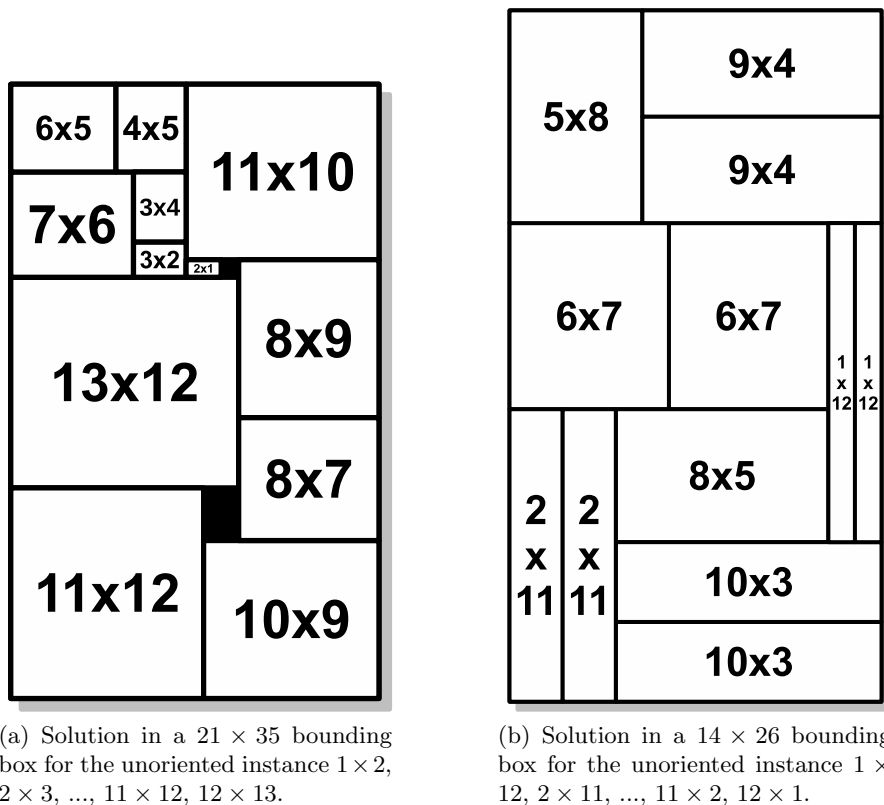 6x5
4x5
11x10
7x6
3x4
3x2
2x1
8x9
13x12
8x7
11x12
10x9
(a) Solution in a 21 × 35 bounding
box for the unoriented instance 1×2,
2 × 3, ..., 11 × 12, 12 × 13.
5x8
9x4
9x4
6x7
6x7
1
x
12
1
x
12
2
x
11
2
x
11
8x5
10x3
10x3
(b) Solution in a 14 × 26 bounding
box for the unoriented instance 1 ×
12, 2 × 11, ..., 11 × 2, 12 × 1.